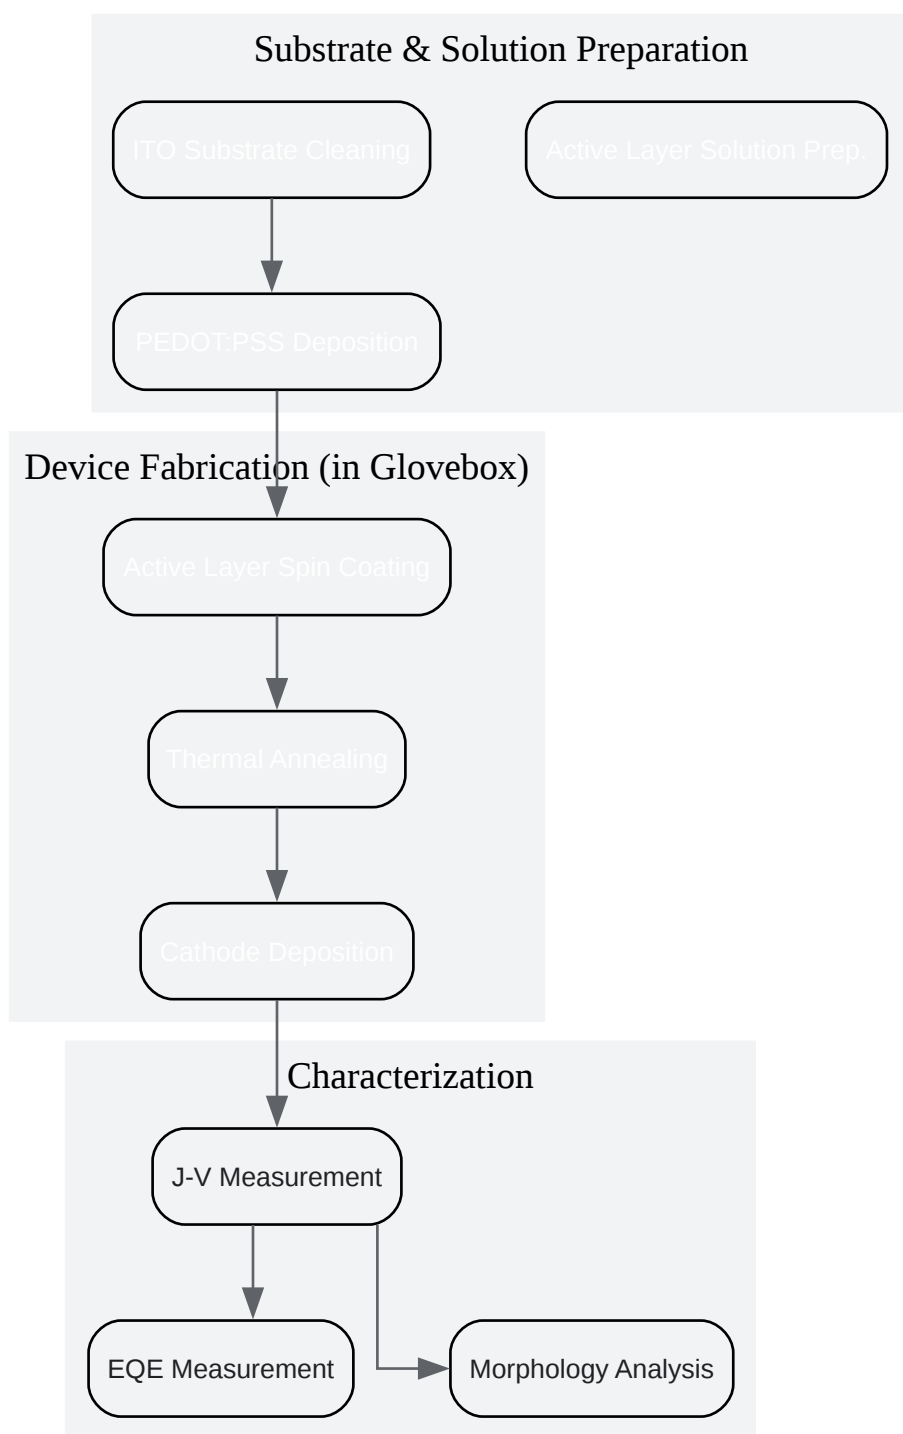 Substrate & Solution Preparation
ITO Substrate Cleaning
Active Layer Solution Prep.
PEDOT:PSS Deposition
Device Fabrication (in Glovebox)
Active Layer Spin Coating
Thermal Annealing
Cathode Deposition
Characterization
J-V Measurement
EQE Measurement
Morphology Analysis